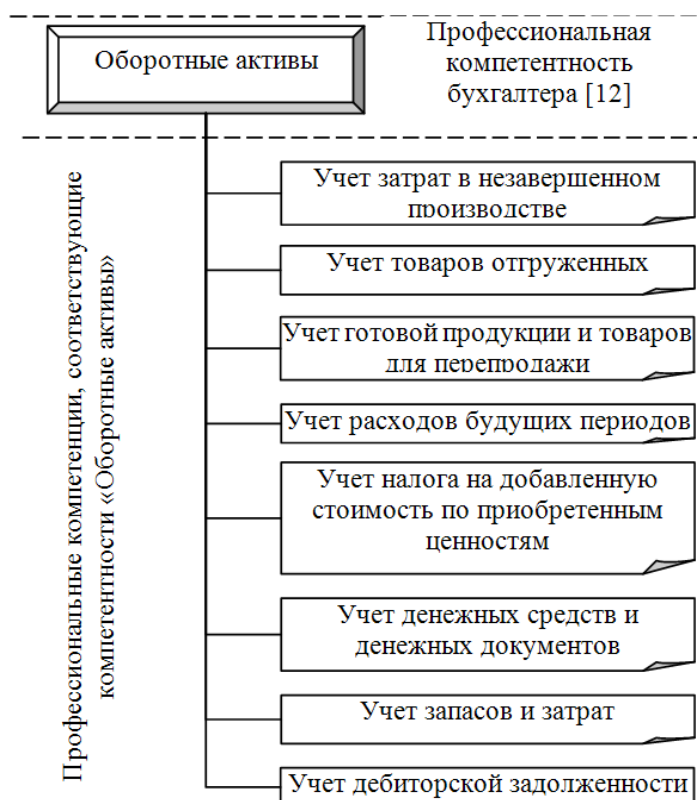 Оборотные активы
Профессиональная
компетентность
бухгалтера [12]
Профессиональные компетенции, соответствующие
компетентности «Оборотные активы»
Учет затрат в незавершенном
производстве
Учет товаров отгруженных
Учет готовой продукции и товаров
для перепродажи
Учет расходов будущих периодов
Учет налога на добавленную
стоимость по приобретенным
ценностям
Учет денежных средств и
денежных документов
Учет запасов и затрат
Учет дебиторской задолженности